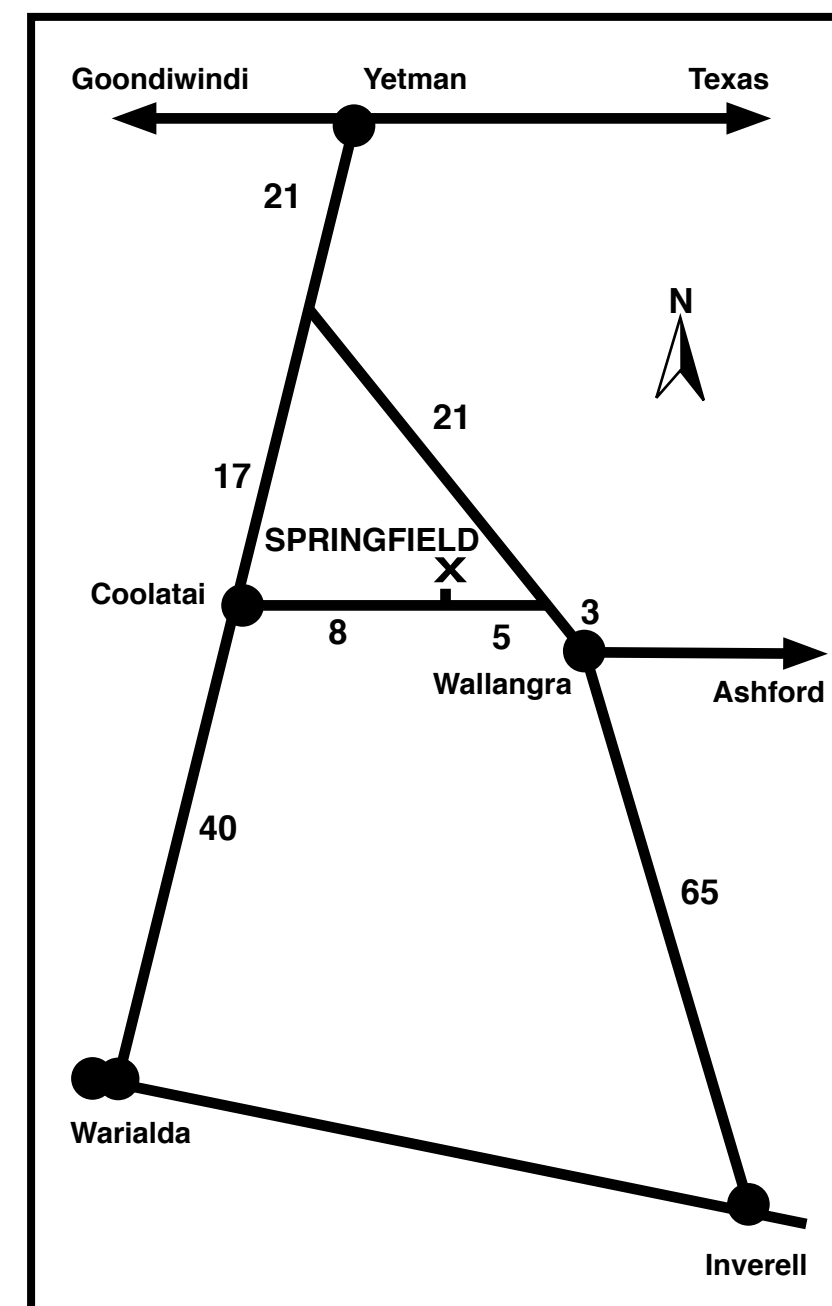 Goondiwindi Yetman Texas
21
N
21
17
SPRINGFIELD
X
Coolatai
3
8 5
Wallangra
Ashford
40
65
Warialda
Inverell